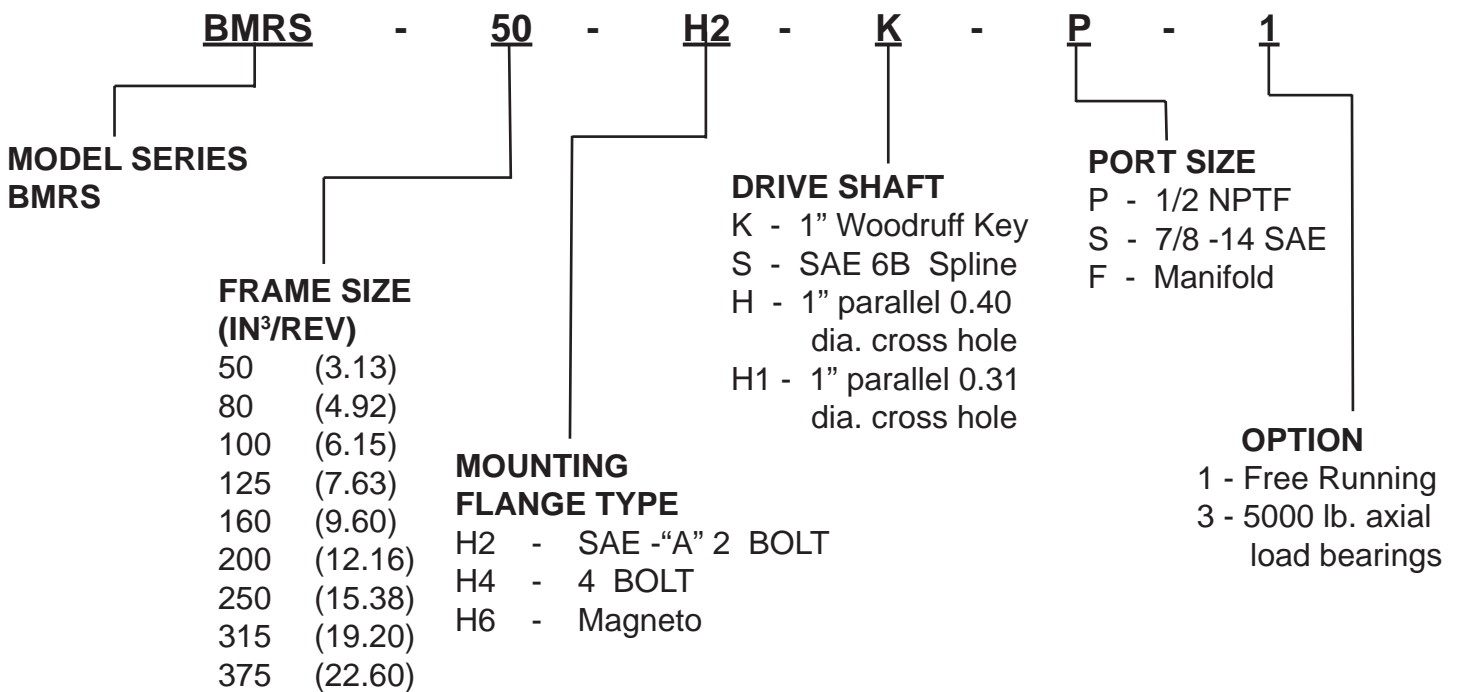 BMRS - 50 - H2 - K - P - 1
MODEL SERIES
BMRS
FRAME SIZE
(IN³/REV)
50 (3.13)
80 (4.92)
100 (6.15)
125 (7.63)
160 (9.60)
200 (12.16)
250 (15.38)
315 (19.20)
375 (22.60)
MOUNTING
FLANGE TYPE
H2 - SAE -“A” 2 BOLT
H4 - 4 BOLT
H6 - Magneto
DRIVE SHAFT
K - 1” Woodruff Key
S - SAE 6B Spline
H - 1” parallel 0.40
dia. cross hole
H1 - 1” parallel 0.31
dia. cross hole
PORT SIZE
P - 1/2 NPTF
S - 7/8 -14 SAE
F - Manifold
OPTION
1 - Free Running
3 - 5000 lb. axial
load bearings